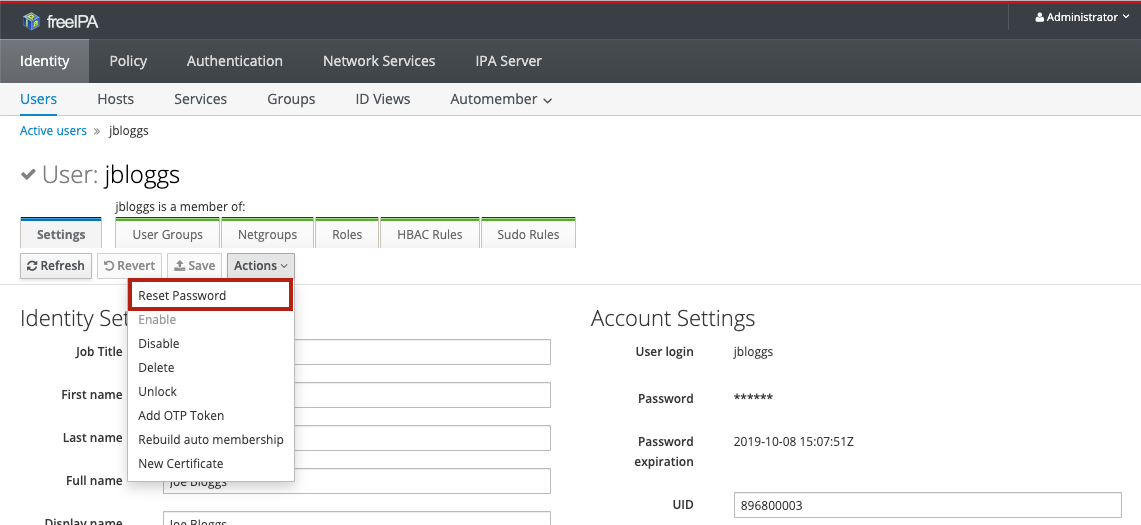 freeIPA
Administrator
Identity Policy Authentication Network Services IPA Server
Users Hosts Services Groups ID Views Automember
Active users » jbloggs
User: jbloggs
jbloggs is a member of:
Settings User Groups Netgroups Roles HBAC Rules Sudo Rules
Refresh Revert Save Actions
Reset Password
Enable
Disable
Delete
Unlock
Add OTP Token
Rebuild auto membership
New Certificate
Identity Se
Job Title
First name
Last name
Full name Joe Bloggs
Display name Joe Bloggs
Account Settings
User login jbloggs
Password ******
Password expiration 2019-10-08 15:07:51Z
UID 896800003